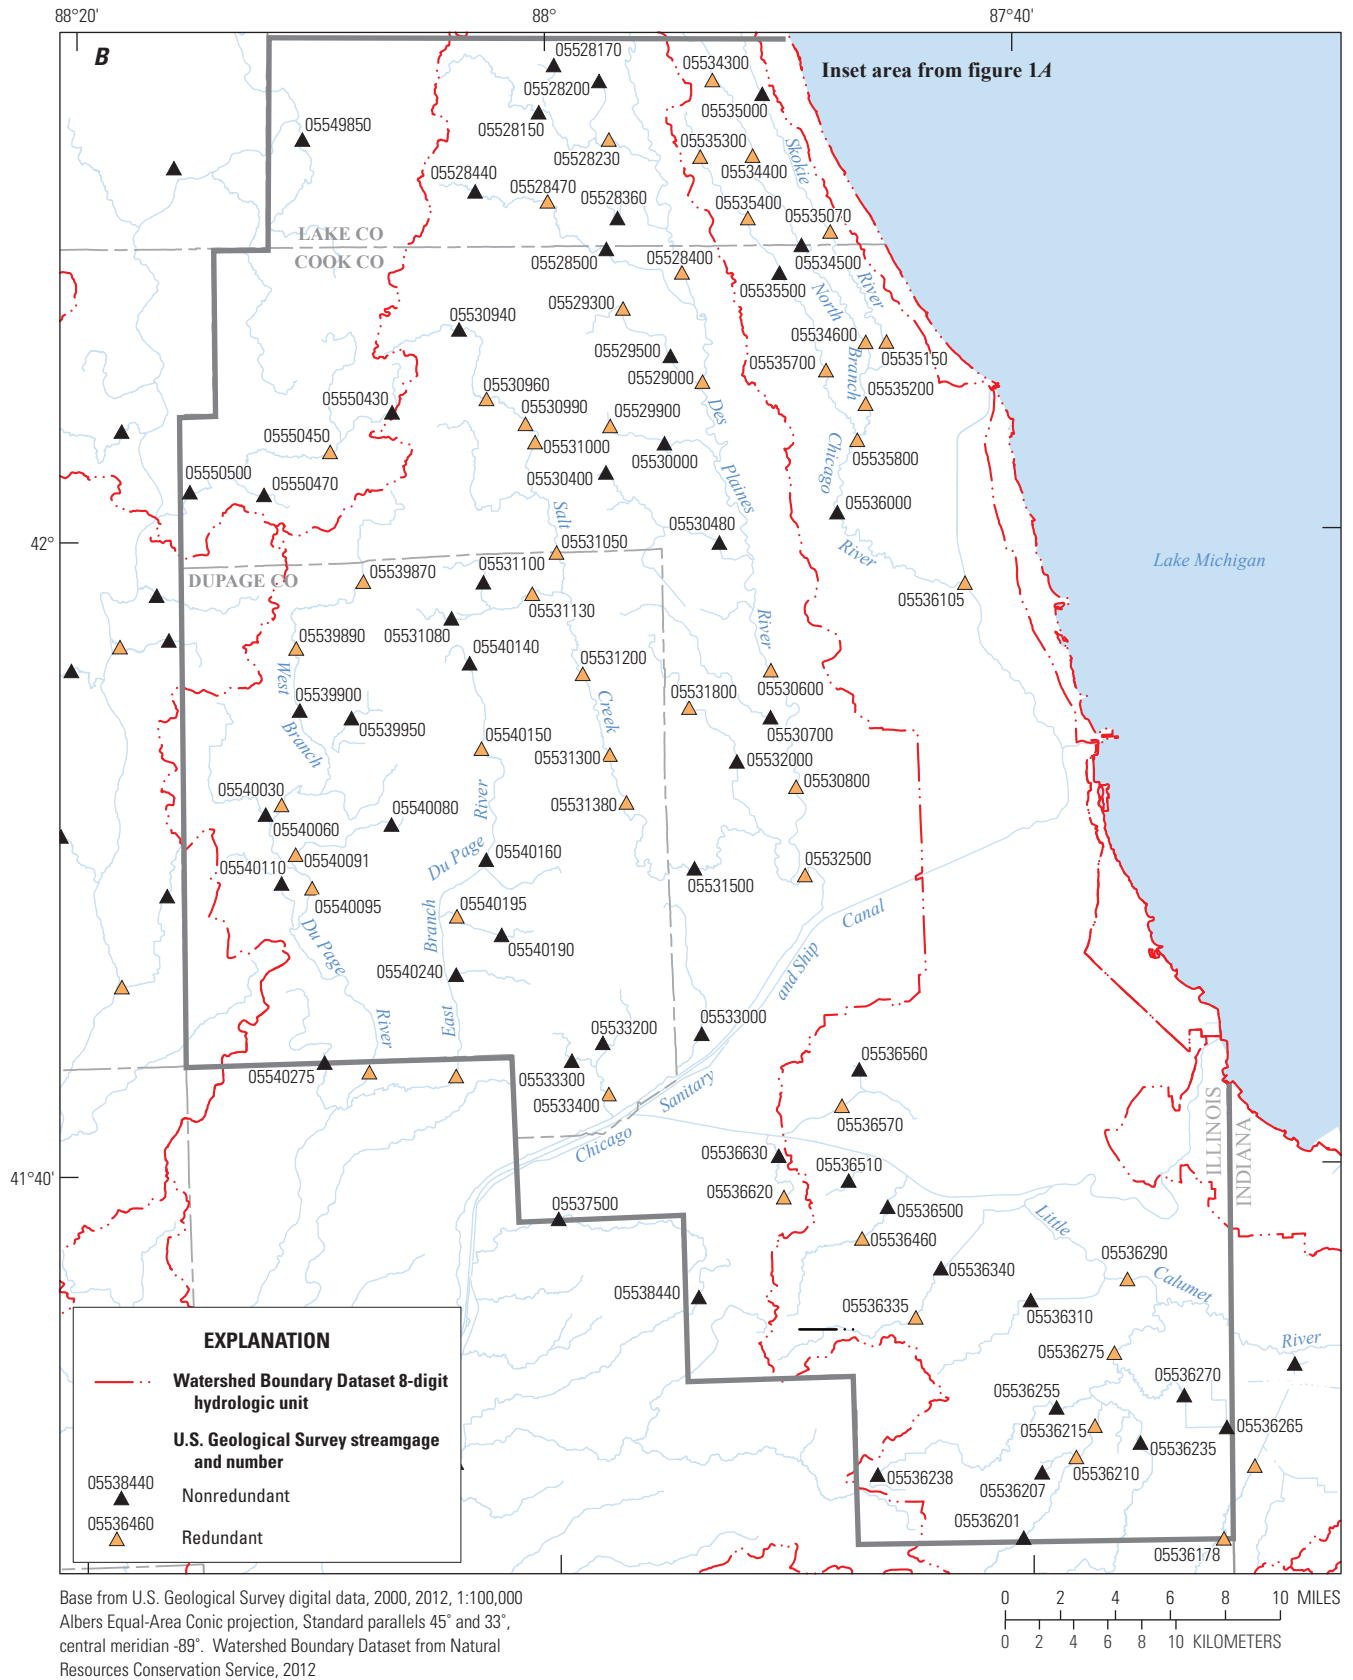 88°20'
88°
87°40'
B
Inset area from figure 1A
05528170
05534300
05528200
05535000
05528150
05549850
05535300
05528230
05534400
Skokie
05528440
05528470
05528360
05535400
05535070
LAKE CO
COOK CO
05528500
05528400
05534500
05535500
River
North
05529300
05530940
05534600
05529500
05535150
05535700
Branch
05529000
05530960
05535200
05550430
05530990
05529900
Des
05550450
05531000
05535800
05530000
Chicago
05550500
05550470
05530400
Plaines
05536000
Salt
05530480
River
42°
05531050
Lake Michigan
05531100
05539870
DUPAGE CO
05536105
05531130
05531080
River
05539890
05540140
05531200
West
05530600
05539900
05531800
Creek
05530700
05539950
Branch
05540150
05531300
05532000
05530800
05540030
River
05531380
05540080
05540060
Du Page
05540160
05540091
05532500
05540110
05531500
05540095
05540195
Canal
Branch
Du Page
05540190
and Ship
05540240
05533000
River
East
05533200
05540275
05533300
05536560
Sanitary
05533400
ILLINOIS
INDIANA
05536570
Chicago
05536630
05536510
41°40'
05536620
05536500
05537500
Little
05536460
05536290
05536340
Calumet
05538440
05536335
05536310
River
EXPLANATION
05536275
Watershed Boundary Dataset 8-digit
hydrologic unit
05536270
05536255
U.S. Geological Survey streamgage
and number
05536215
05536265
05536235
05536238
05536210
05538440
05536207
Nonredundant
05536201
05536460
Redundant
05536178
Base from U.S. Geological Survey digital data, 2000, 2012, 1:100,000
Albers Equal-Area Conic projection, Standard parallels 45° and 33°,
central meridian -89°. Watershed Boundary Dataset from Natural
Resources Conservation Service, 2012
0 2 4 6 8 10 MILES
0 2 4 6 8 10 KILOMETERS